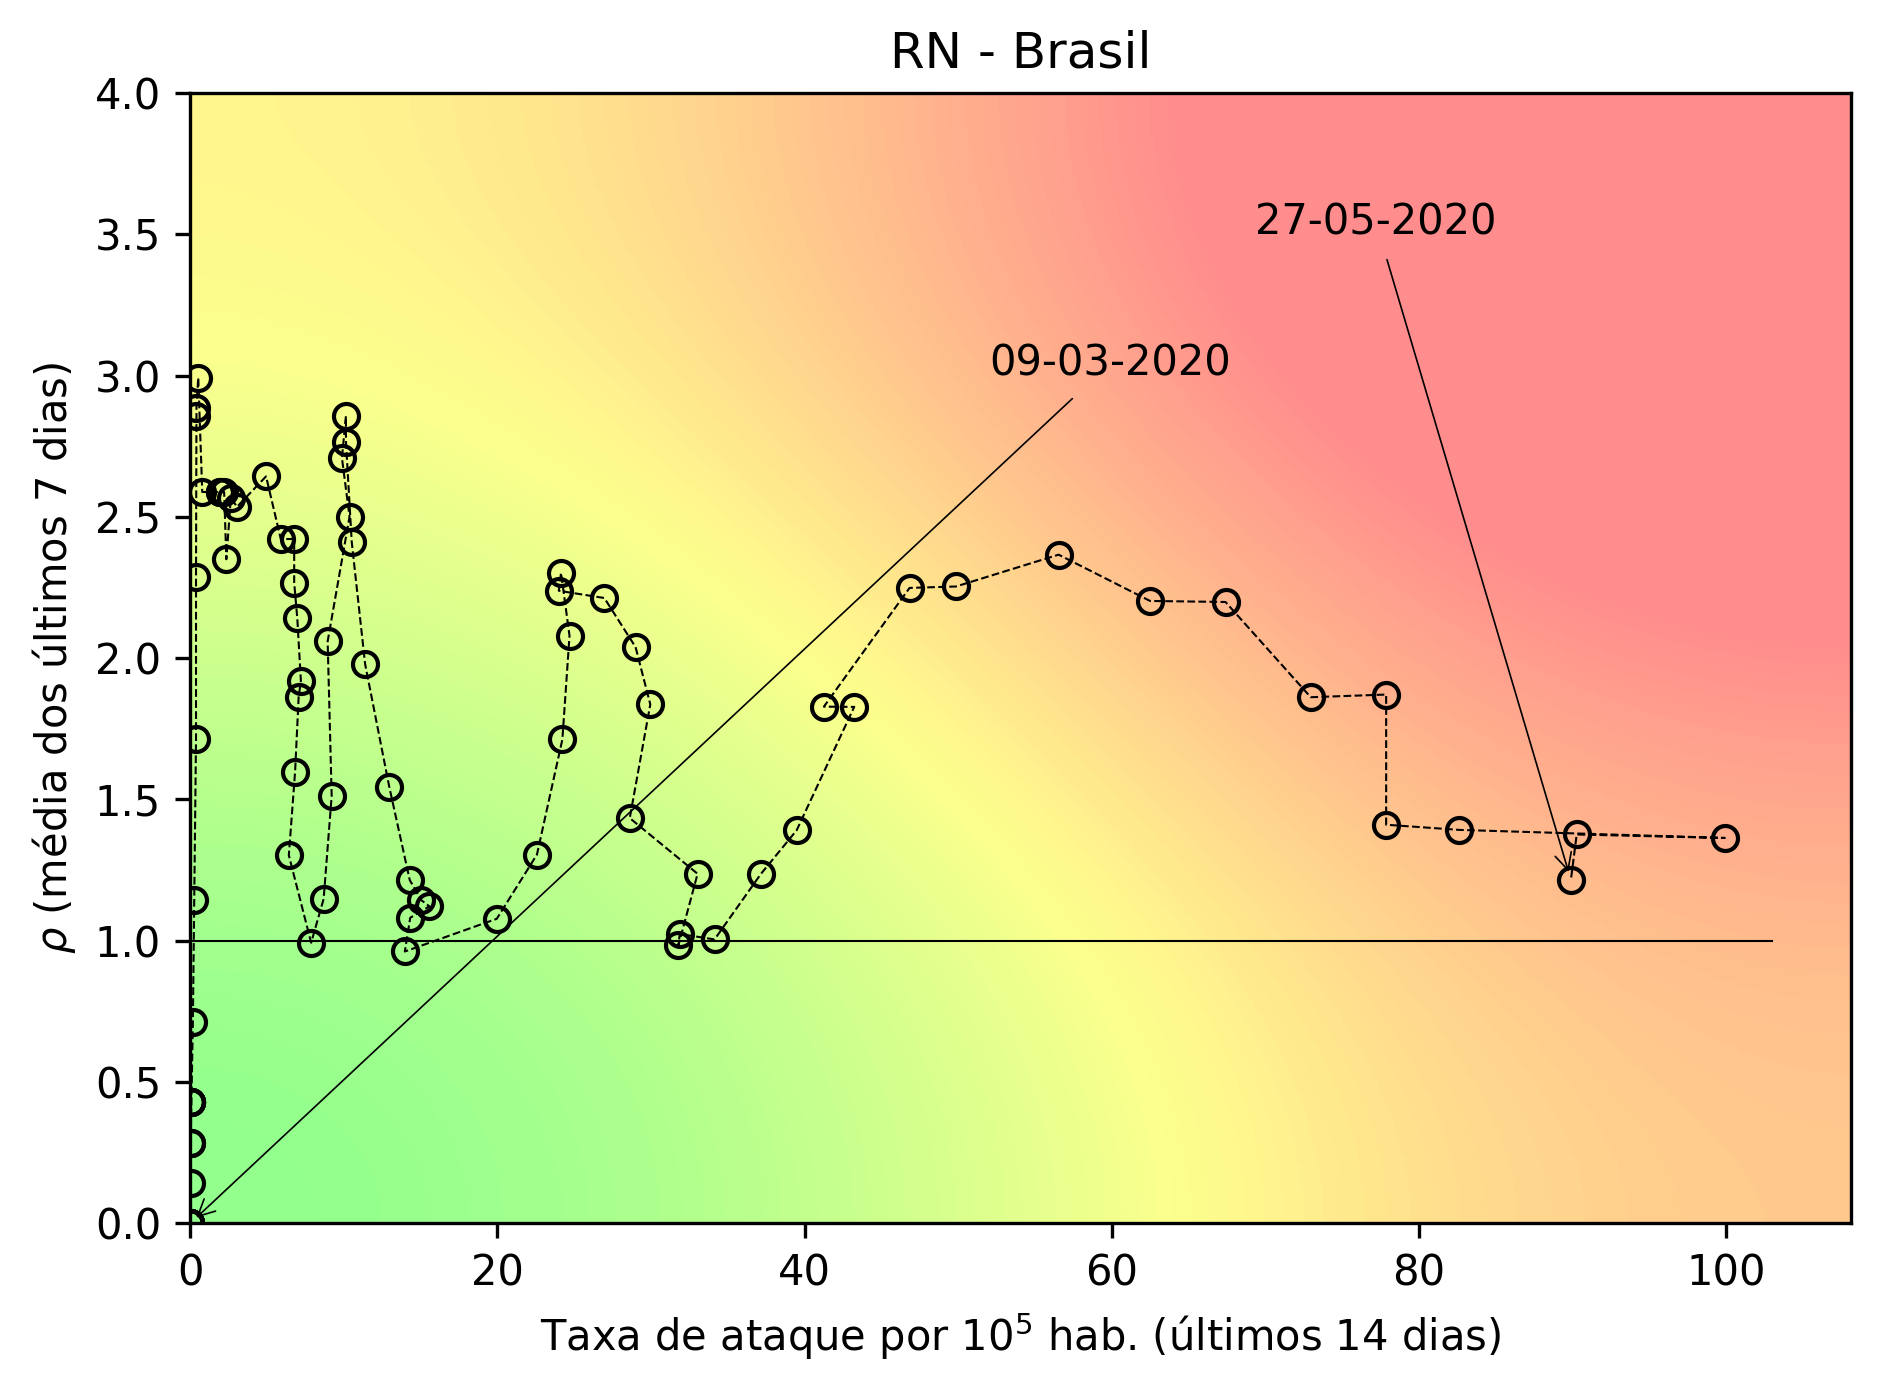 RN - Brasil
4.0
3.5
3.0
2.5
2.0
1.5
1.0
0.5
0.0
ρ (média dos últimos 7 dias)
27-05-2020
09-03-2020
0 20 40 60 80 100
Taxa de ataque por 10⁵ hab. (últimos 14 dias)